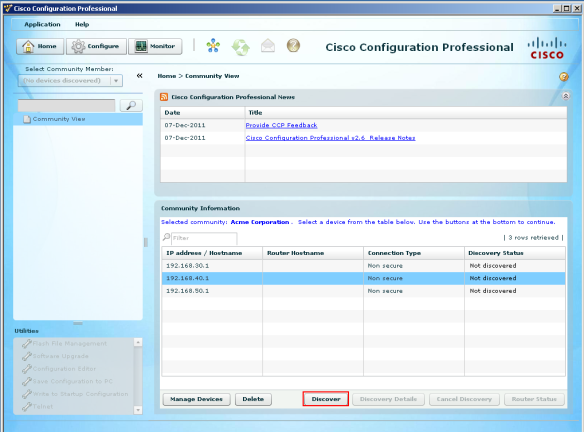 Cisco Configuration Professional
Application Help
Home Configure Monitor Cisco Configuration Professional CISCO
Select Community Member:
(No devices discovered)
Home > Community View
Cisco Configuration Professional News
Date Title
07-Dec-2011 Provide CCP Feedback
07-Dec-2011 Cisco Configuration Professional v2.6 Release Notes
Community View
Community Information
Selected community: Acme Corporation . Select a device from the table below. Use the buttons at the bottom to continue.
Filter | 3 rows retrieved |
IP address / Hostname Router Hostname Connection Type Discovery Status
192.168.30.1 Non secure Not discovered
192.168.40.1 Non secure Not discovered
192.168.50.1 Non secure Not discovered
Utilities
Flash File Management
Software Upgrade
Configuration Editor
Save Configuration to PC
Write to Startup Configuration
Telnet
Manage Devices Delete Discover Discovery Details Cancel Discovery Router Status